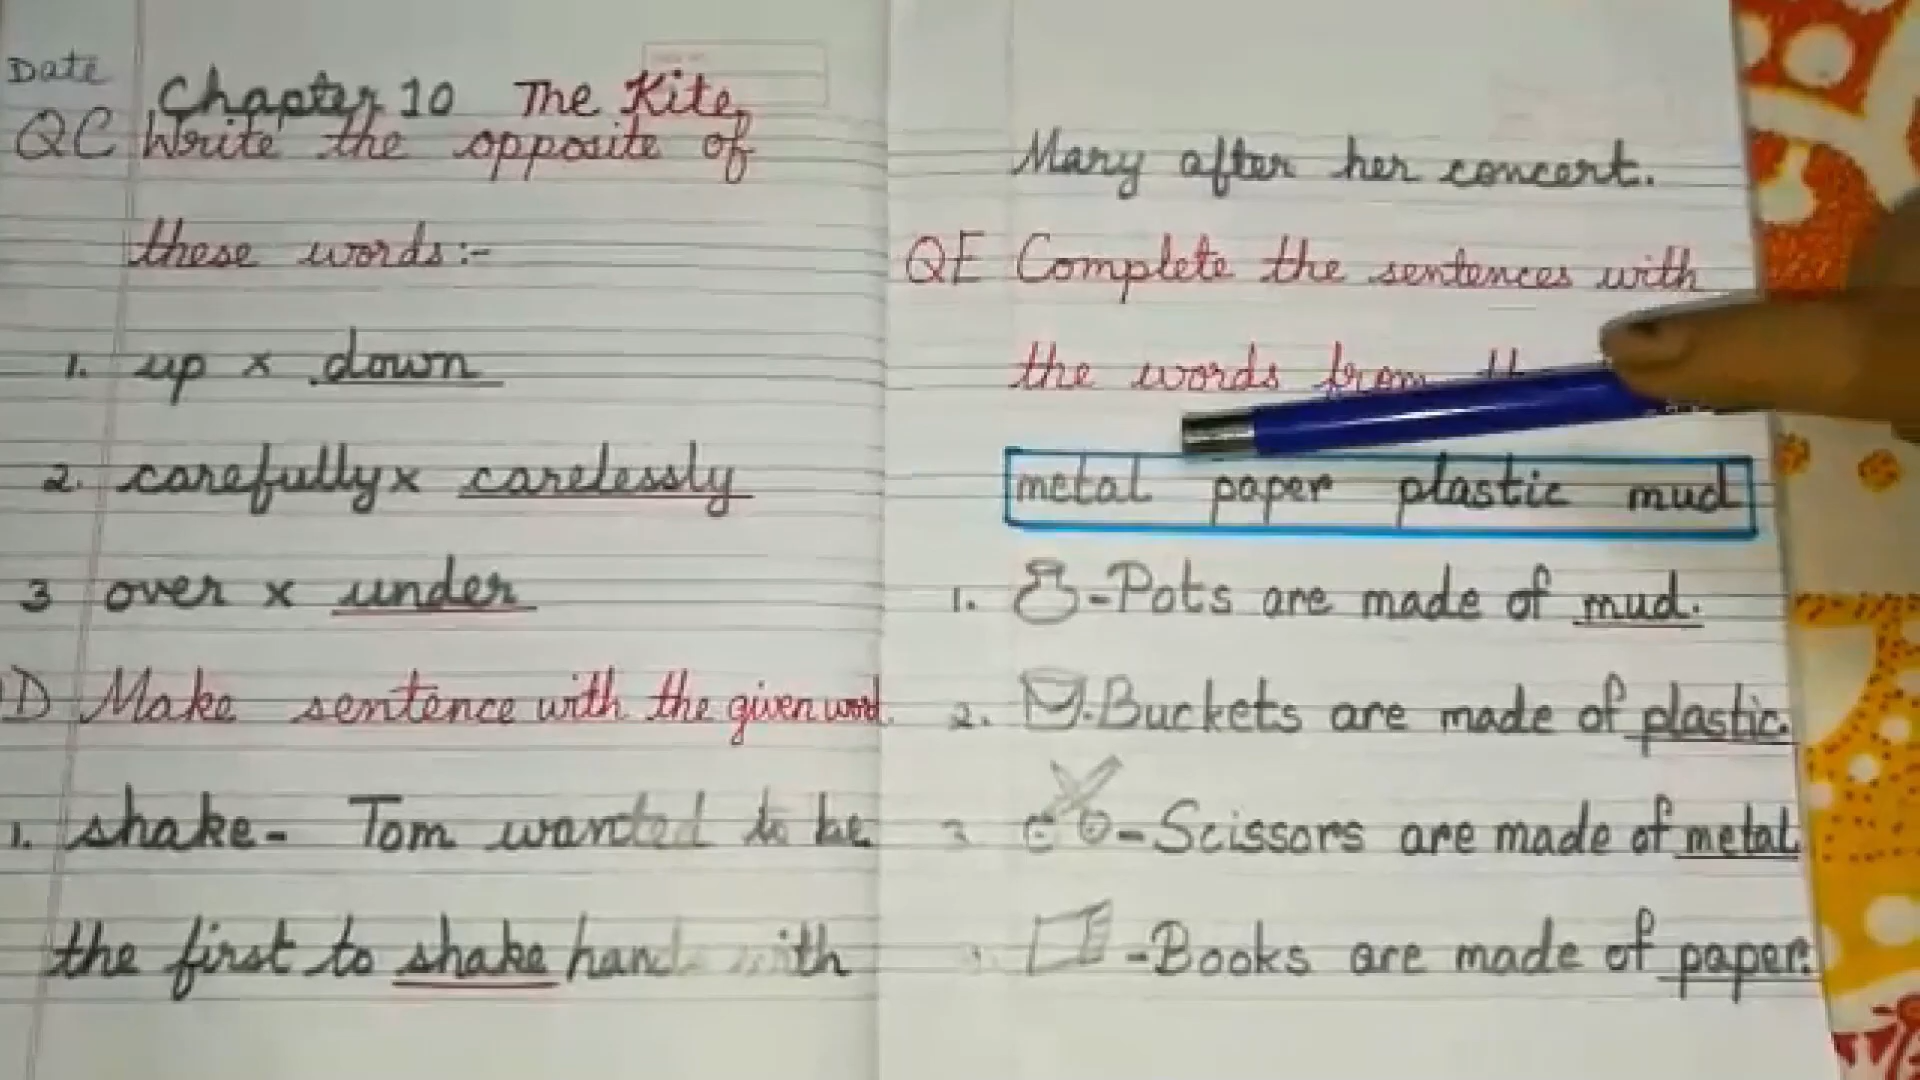 Date
Chapter 10 The Kite
QC Write the opposite of
these words:-
1. up x down
2. carefully x carelessly
3 over x under
D Make sentence with the given word.
1. shake- Tom wanted to be
the first to shake hands with
Mary after her concert.
QE Complete the sentences with
the words from
metal paper plastic mud
1. -Pots are made of mud.
2. -Buckets are made of plastic.
3. -Scissors are made of metal
-Books are made of paper.